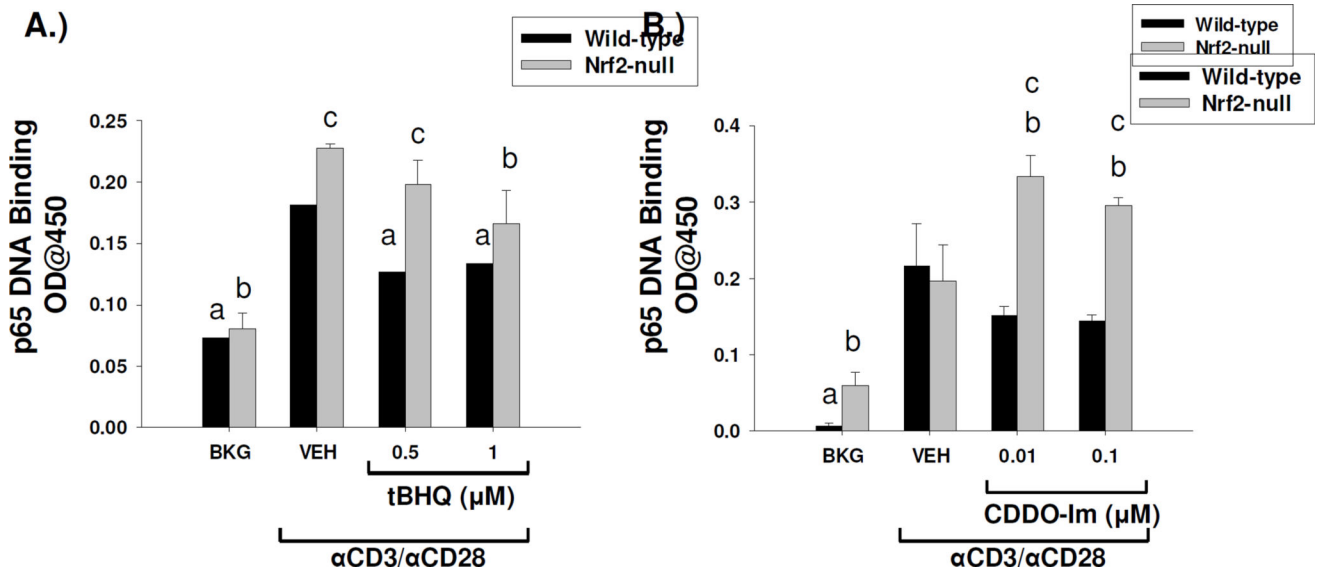 A.)
Wild-type
Nrf2-null
p65 DNA Binding
OD@450
0.25
0.20
0.15
0.10
0.05
0.00
a
b
c
a
c
a
b
BKG
VEH
0.5
1
tBHQ (µM)
αCD3/αCD28
B.)
Wild-type
Nrf2-null
Wild-type
Nrf2-null
p65 DNA Binding
OD@450
0.4
0.3
0.2
0.1
0.0
a
b
c
b
c
b
BKG
VEH
0.01
0.1
CDDO-Im (µM)
αCD3/αCD28